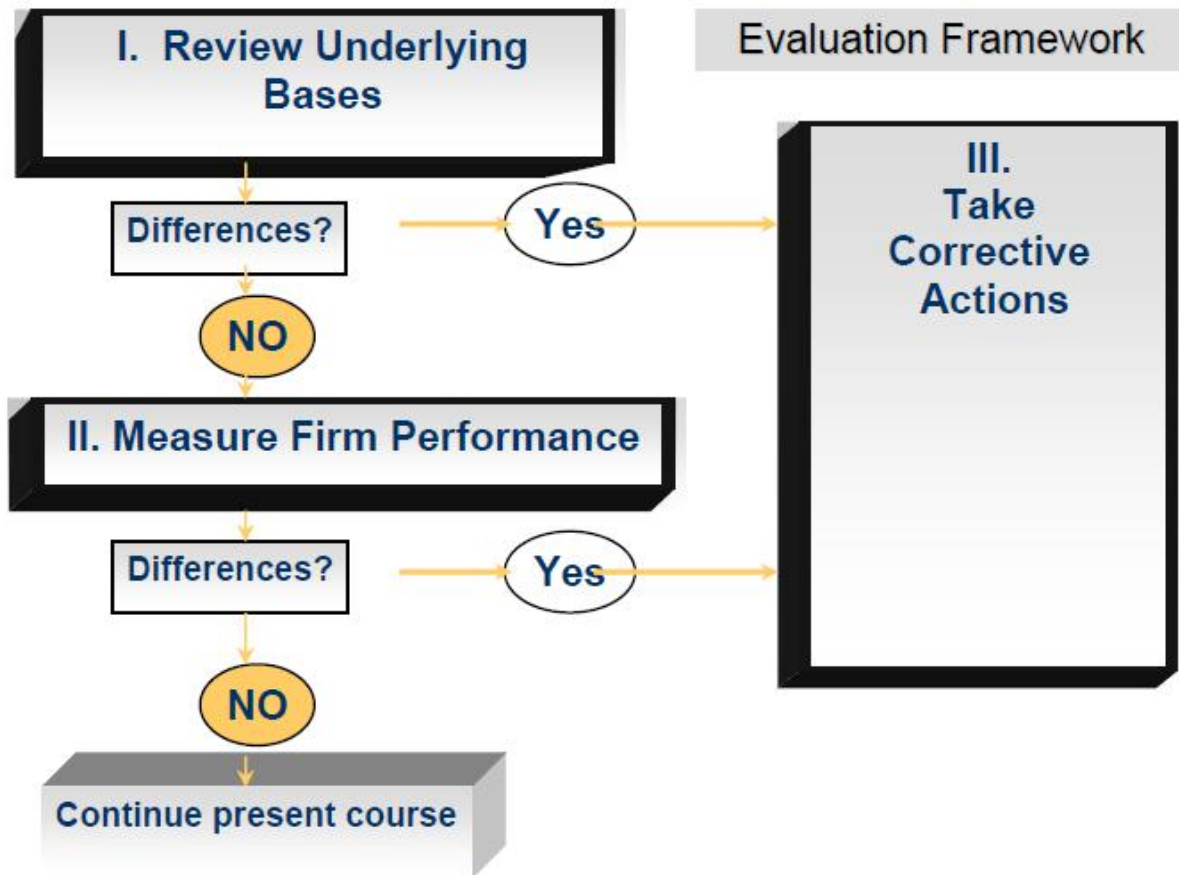 I. Review Underlying
Bases
Evaluation Framework
III.
Take
Corrective
Actions
Differences?
Yes
NO
II. Measure Firm Performance
Differences?
Yes
NO
Continue present course